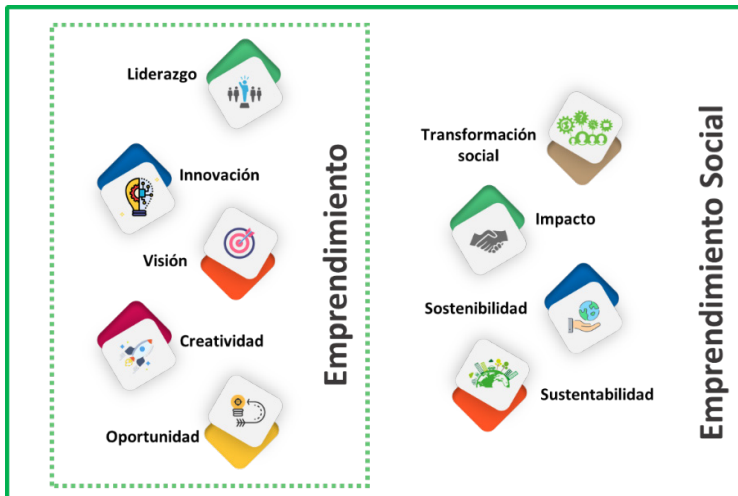 Liderazgo
Innovación
Visión
Creatividad
Oportunidad
Emprendimiento
Transformación
social
Impacto
Sostenibilidad
Sustentabilidad
Emprendimiento Social